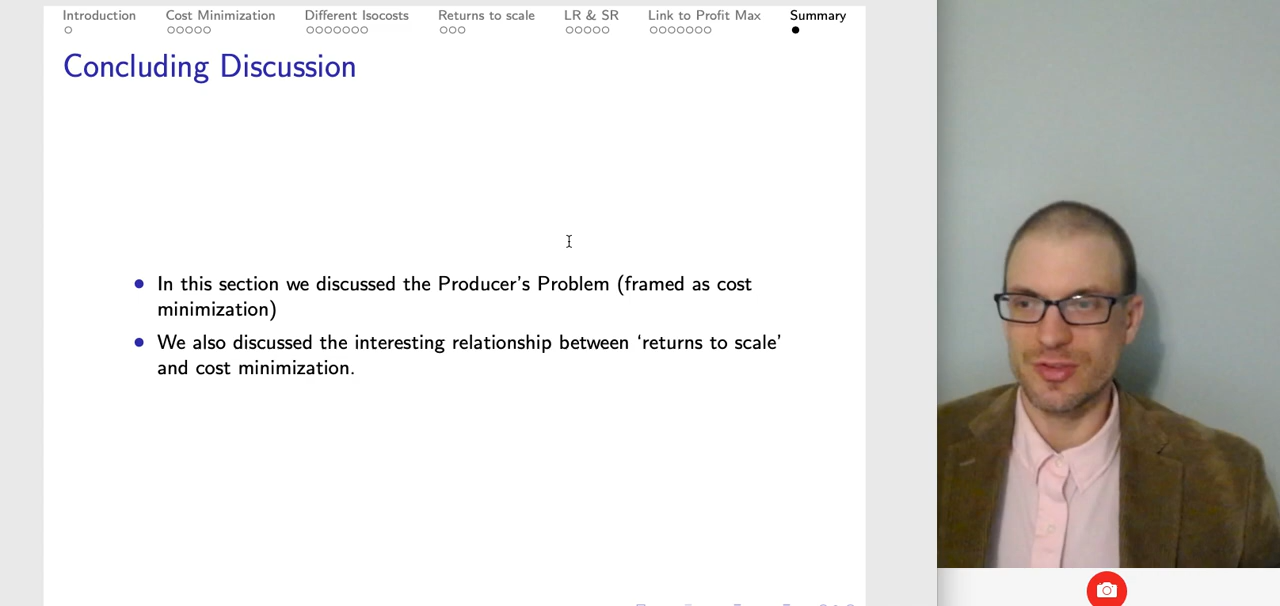 Introduction Cost Minimization Different Isocosts Returns to scale LR & SR Link to Profit Max Summary
Concluding Discussion
In this section we discussed the Producer's Problem (framed as cost
minimization)
We also discussed the interesting relationship between ‘returns to scale’
and cost minimization.